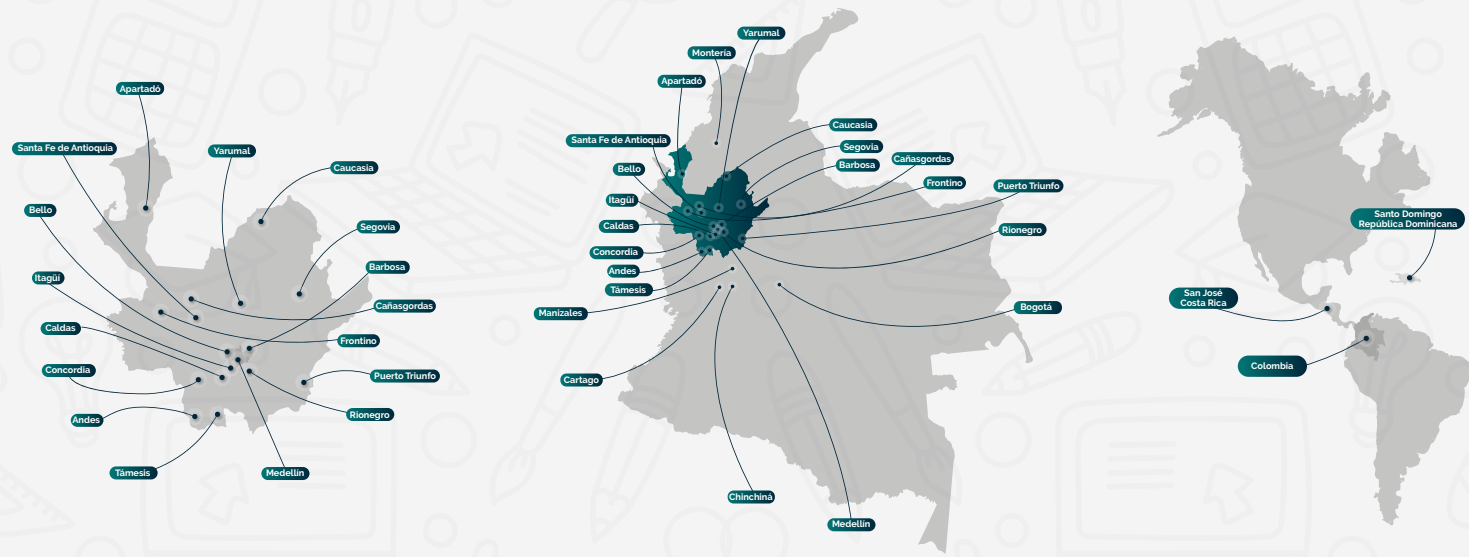 Apartadó
Santa Fe de Antioquia
Yarumal
Caucasia
Bello
Segovia
Itagüí
Barbosa
Cañasgordas
Caldas
Frontino
Concordia
Puerto Triunfo
Andes
Rionegro
Támesis
Medellín
Yarumal
Montería
Apartadó
Santa Fe de Antioquia
Caucasia
Segovia
Barbosa
Cañasgordas
Bello
Frontino
Puerto Triunfo
Itagüí
Caldas
Rionegro
Concordia
Andes
Támesis
Manizales
Bogotá
Cartago
Chinchiná
Medellín
Santo Domingo
República Dominicana
San José
Costa Rica
Colombia